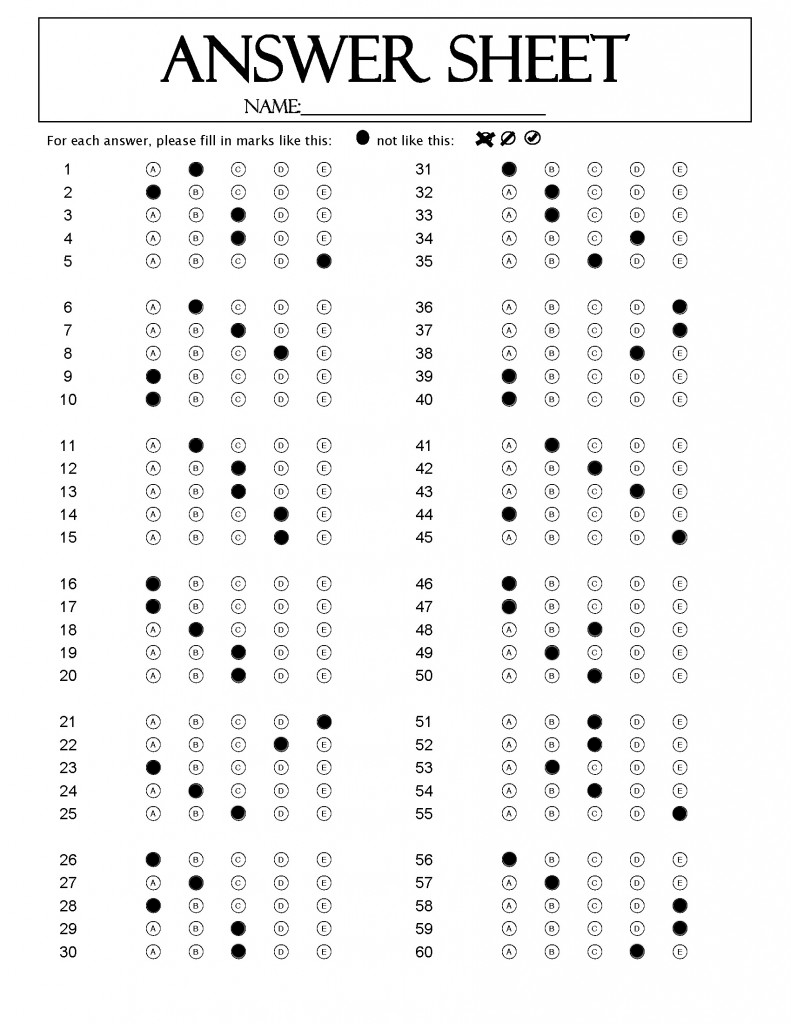 ANSWER SHEET
NAME:
For each answer, please fill in marks like this: not like this:
1 A C D E 31 B C D E
2 B C D E 32 A C D E
3 A B D E 33 A C D E
4 A B D E 34 A B C E
5 A B C D 35 A B D E
6 A C D E 36 A B C D
7 A B D E 37 A B C D
8 A B C E 38 A B C E
9 B C D E 39 B C D E
10 B C D E 40 B C D E
11 A C D E 41 A C D E
12 A B D E 42 A B D E
13 A B D E 43 A B C E
14 A B C E 44 B C D E
15 A B C E 45 A B C D
16 B C D E 46 B C D E
17 B C D E 47 B C D E
18 A C D E 48 A B D E
19 A B D E 49 A C D E
20 A B D E 50 A B D E
21 A B C D 51 A B D E
22 A B C E 52 A B D E
23 B C D E 53 A C D E
24 A C D E 54 A B D E
25 A B D E 55 A B C D
26 B C D E 56 B C D E
27 A C D E 57 A C D E
28 B C D E 58 A B C D
29 A B D E 59 A B C D
30 A B D E 60 A B C E